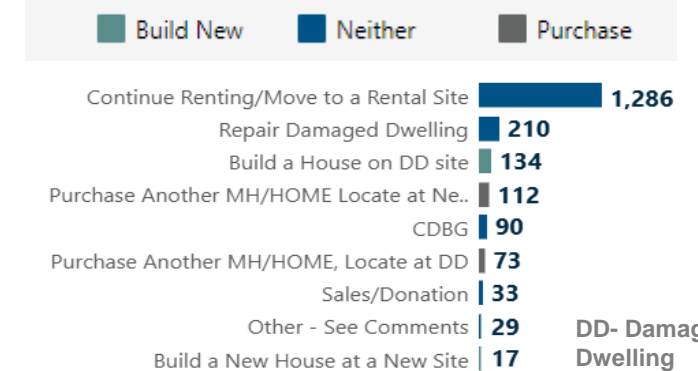 Build New Neither Purchase
Continue Renting/Move to a Rental Site 1,286
Repair Damaged Dwelling 210
Build a House on DD site 134
Purchase Another MH/HOME Locate at Ne.. 112
CDBG 90
Purchase Another MH/HOME, Locate at DD 73
Sales/Donation 33
Other - See Comments 29
Build a New House at a New Site 17
DD- Damag
Dwelling